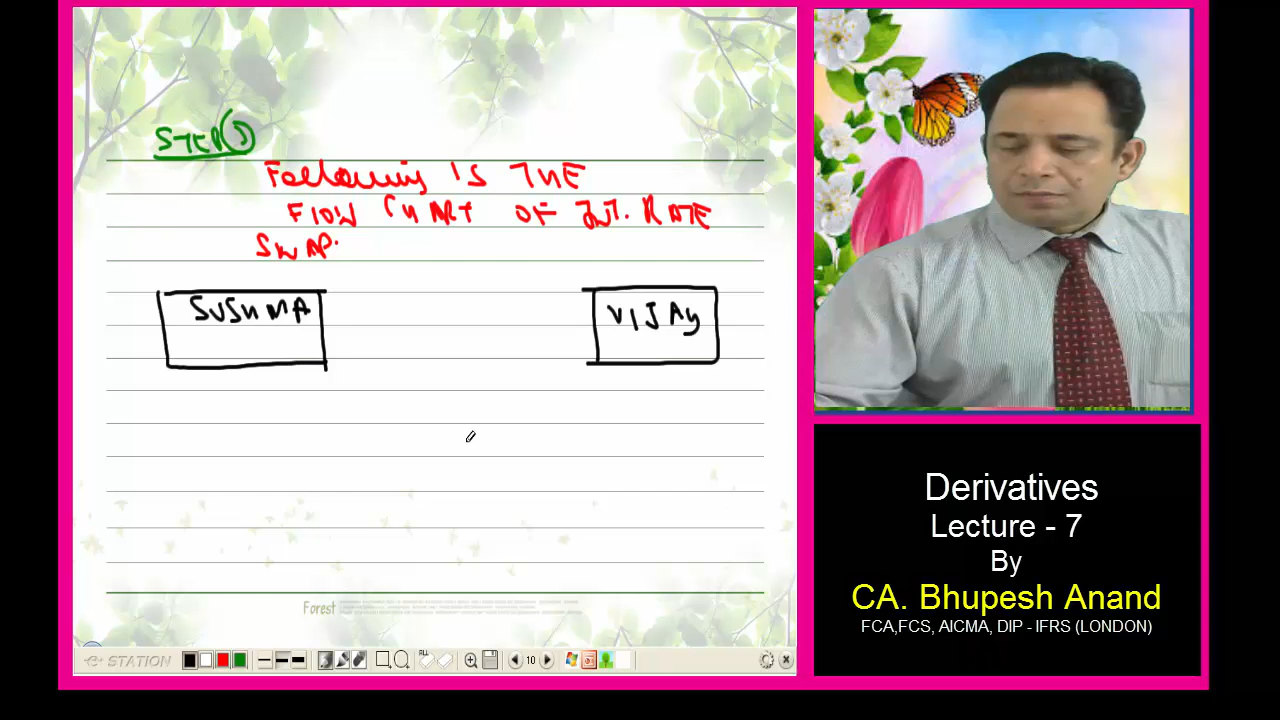 STEP(3)
Following IS THE
FLOW CHART OF INT. RATE
SWAP.
SUSHMA
VIJAY
Forest
e-STATION
10
Derivatives
Lecture - 7
By
CA. Bhupesh Anand
FCA,FCS, AICMA, DIP - IFRS (LONDON)